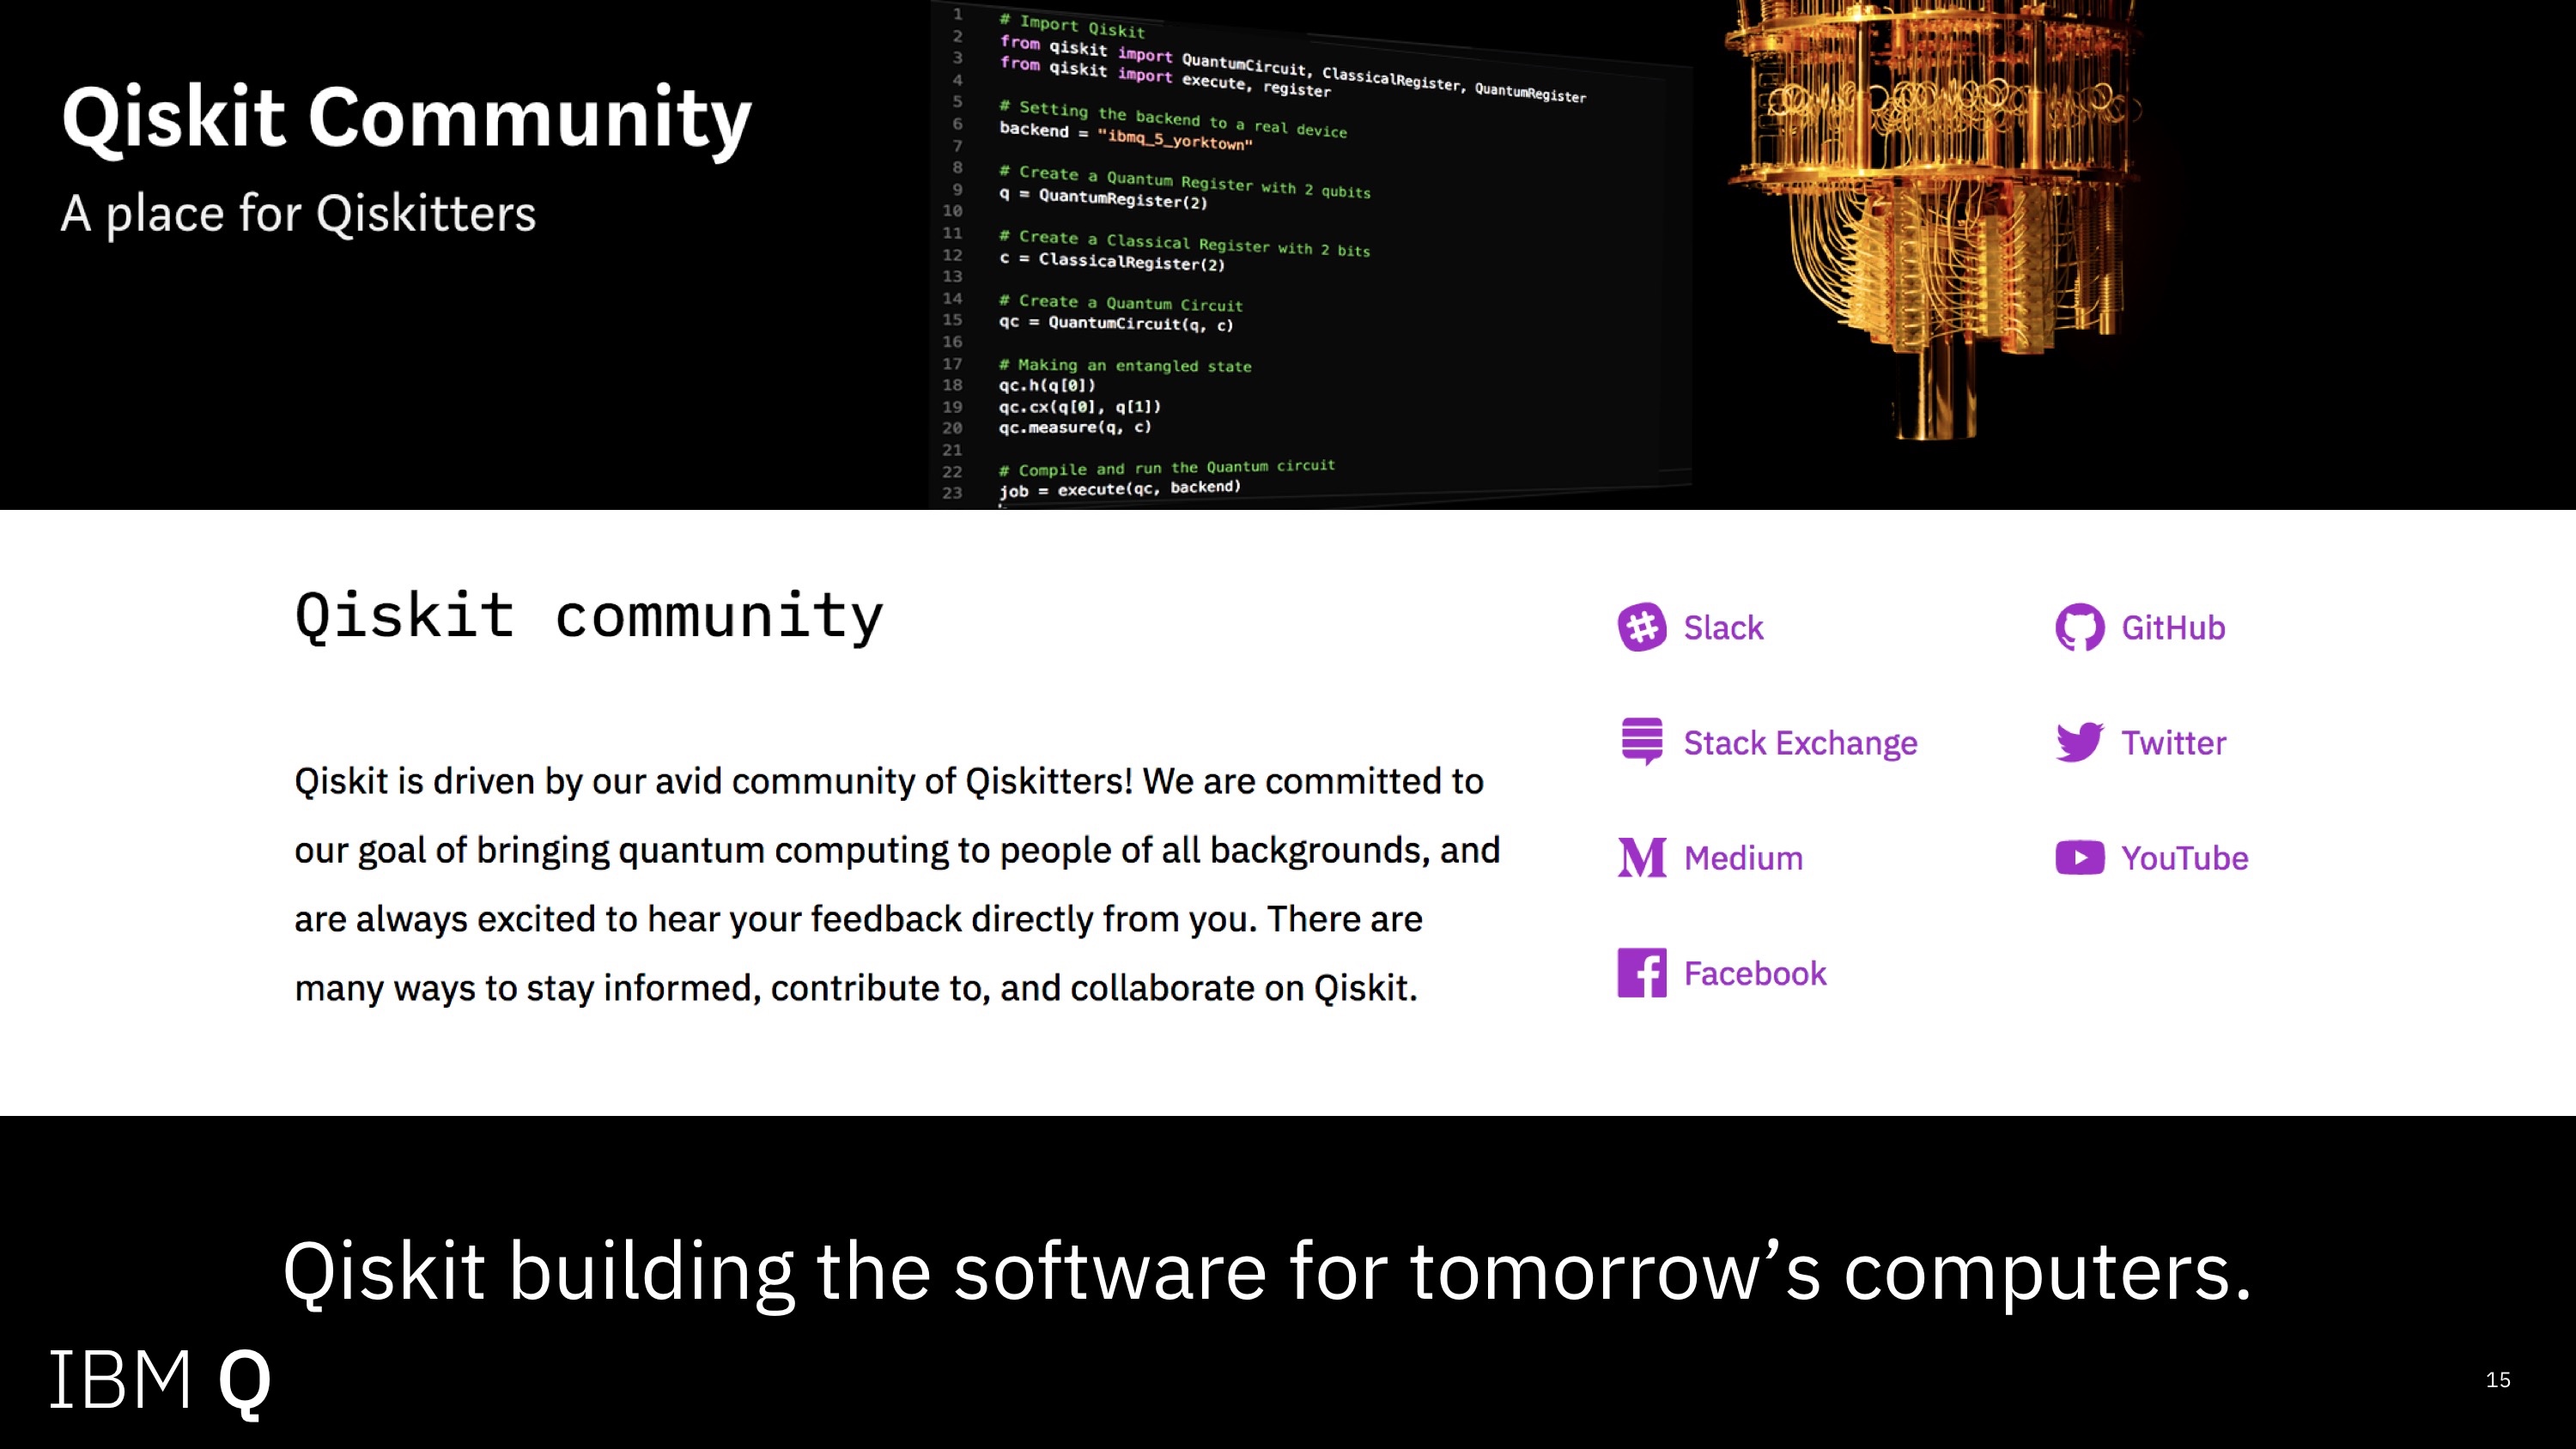 Qiskit Community
A place for Qiskitters
1 # Import Qiskit
2 from qiskit import QuantumCircuit, ClassicalRegister, QuantumRegister
3 from qiskit import execute, register
4
5 # Setting the backend to a real device
6 backend = "ibmq_5_yorktown"
7
8 # Create a Quantum Register with 2 qubits
9 q = QuantumRegister(2)
10
11 # Create a Classical Register with 2 bits
12 c = ClassicalRegister(2)
13
14 # Create a Quantum Circuit
15 qc = QuantumCircuit(q, c)
16
17 # Making an entangled state
18 qc.h(q[0])
19 qc.cx(q[0], q[1])
20 qc.measure(q, c)
21
22 # Compile and run the Quantum circuit
23 job = execute(qc, backend)
Qiskit community
Qiskit is driven by our avid community of Qiskitters! We are committed to
our goal of bringing quantum computing to people of all backgrounds, and
are always excited to hear your feedback directly from you. There are
many ways to stay informed, contribute to, and collaborate on Qiskit.
Slack
GitHub
Stack Exchange
Twitter
Medium
YouTube
Facebook
Qiskit building the software for tomorrow’s computers.
IBM Q
15